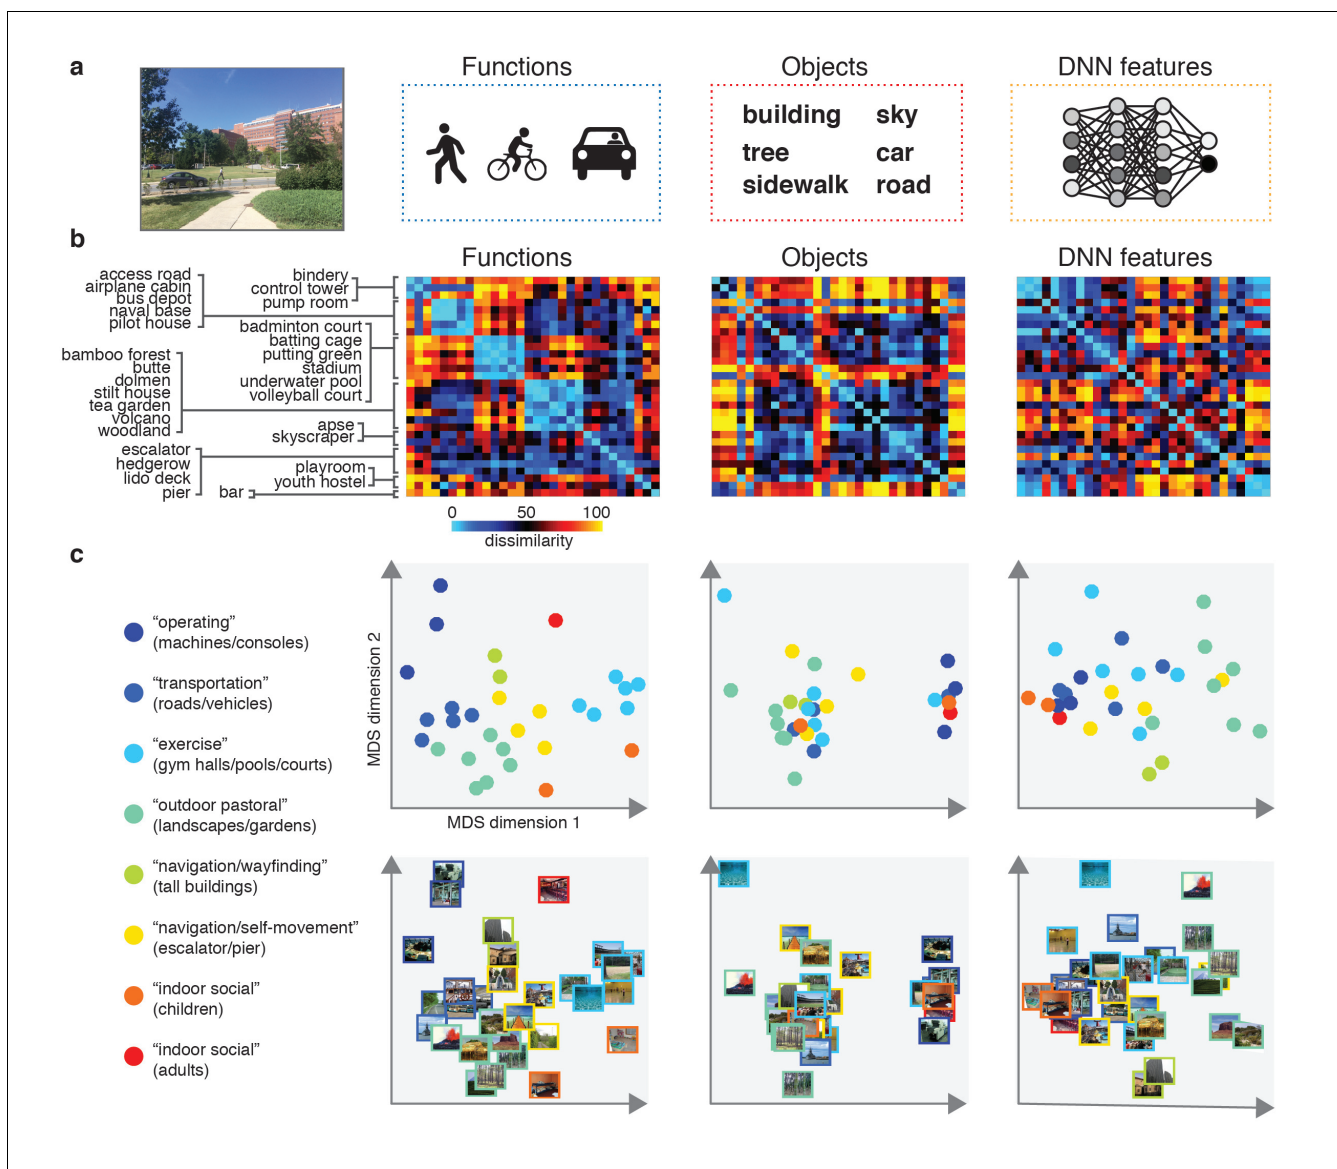 a
Functions
Objects
DNN features
building sky
tree car
sidewalk road
b
Functions
Objects
DNN features
access road
airplane cabin
bus depot
naval base
pilot house
bindery
control tower
pump room
badminton court
batting cage
putting green
stadium
underwater pool
volleyball court
bamboo forest
butte
dolmen
stilt house
tea garden
volcano
woodland
apse
skyscraper
escalator
hedgerow
lido deck
pier
playroom
youth hostel
bar
0 50 100
dissimilarity
c
"operating"
(machines/consoles)
"transportation"
(roads/vehicles)
"exercise"
(gym halls/pools/courts)
"outdoor pastoral"
(landscapes/gardens)
"navigation/wayfinding"
(tall buildings)
"navigation/self-movement"
(escalator/pier)
"indoor social"
(children)
"indoor social"
(adults)
MDS dimension 2
MDS dimension 1